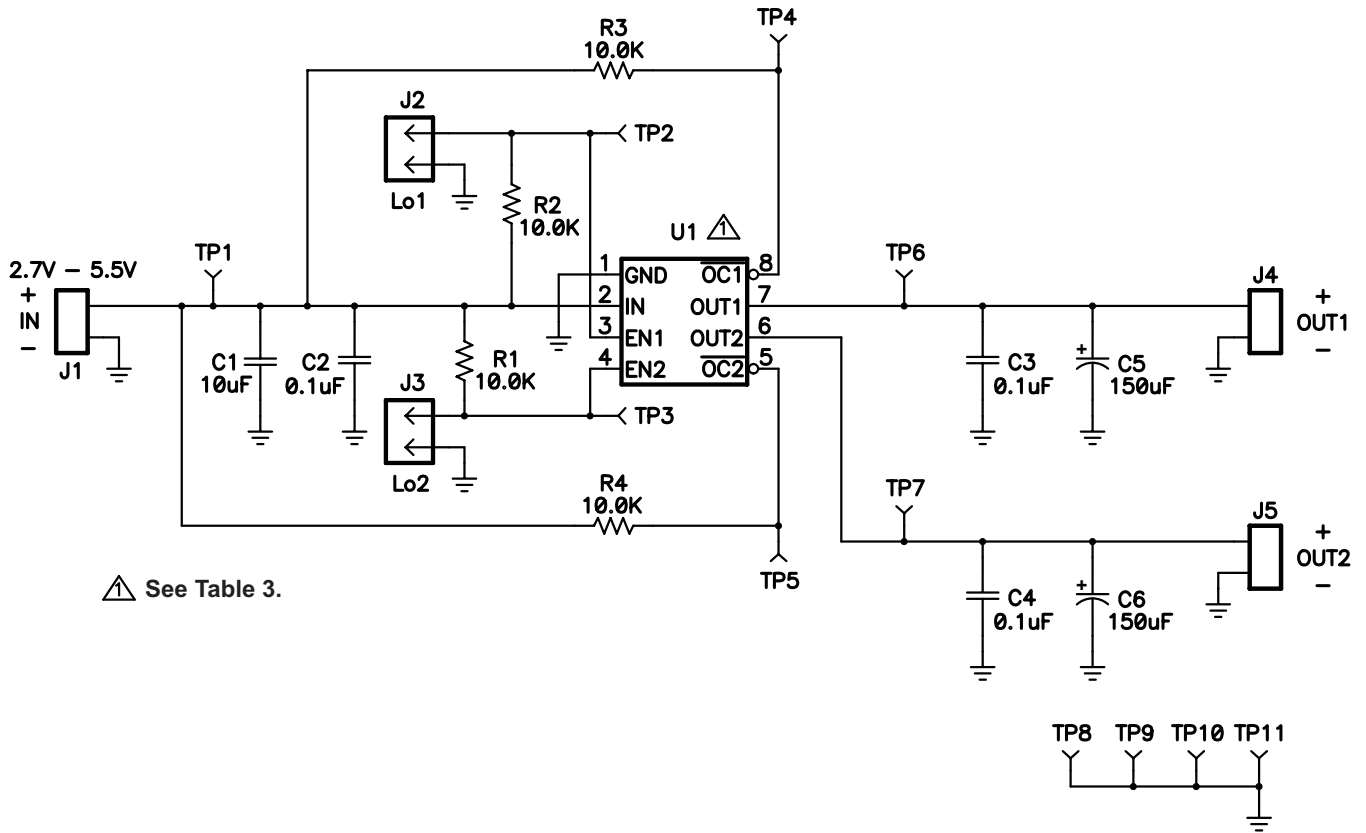 TP4
R3
10.0K
J2
TP2
Lo1
R2
10.0K
U1 1
TP1
TP6
2.7V – 5.5V
+
IN
–
J1
1
GND
OC1
8
2
IN
OUT1
7
3
EN1
OUT2
6
4
EN2
OC2
5
J4
+
OUT1
–
C1
10uF
C2
0.1uF
R1
10.0K
C3
0.1uF
+
C5
150uF
J3
TP3
Lo2
R4
10.0K
TP7
TP5
J5
+
OUT2
–
C4
0.1uF
+
C6
150uF
1 See Table 3.
TP8 TP9 TP10 TP11